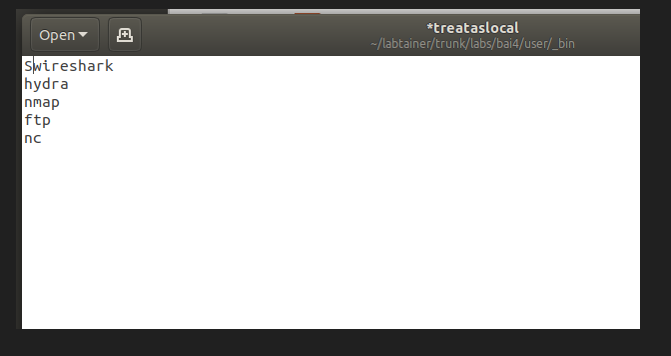 Open
*treataslocal
~/labtainer/trunk/labs/bai4/user/_bin
Swireshark
hydra
nmap
ftp
nc